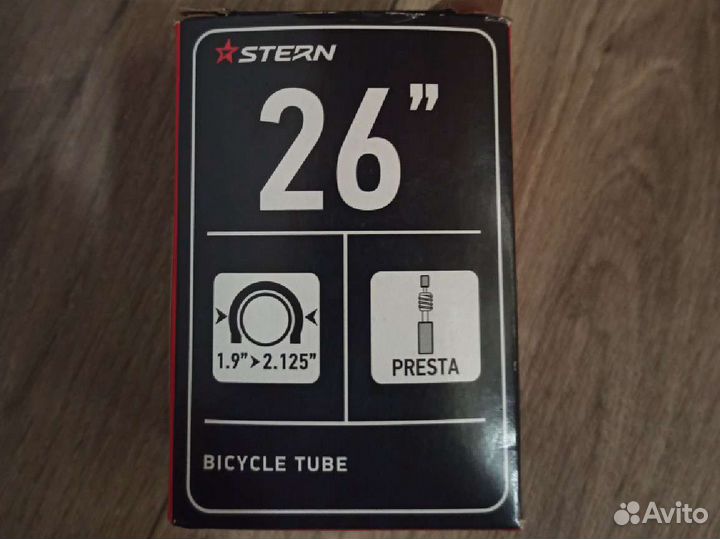 STERN
26”
1.9” > 2.125”
PRESTA
BICYCLE TUBE
Avito